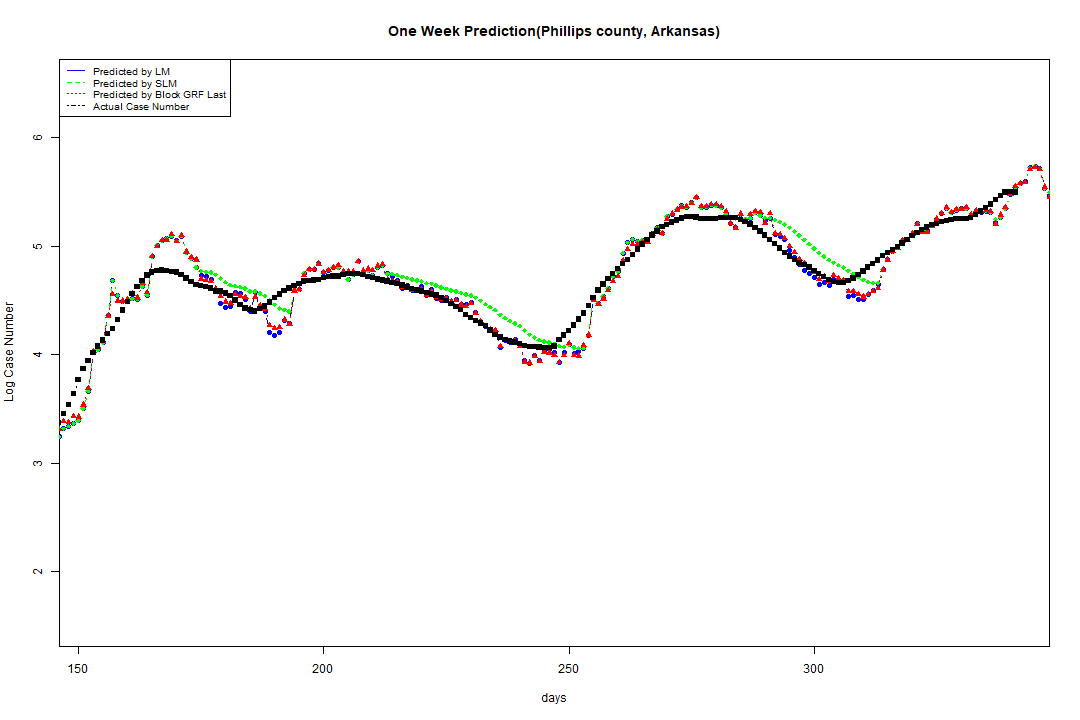 One Week Prediction(Phillips county, Arkansas)
Predicted by LM
Predicted by SLM
Predicted by Block GRF Last
Actual Case Number
6
5
4
3
2
Log Case Number
150 200 250 300
days